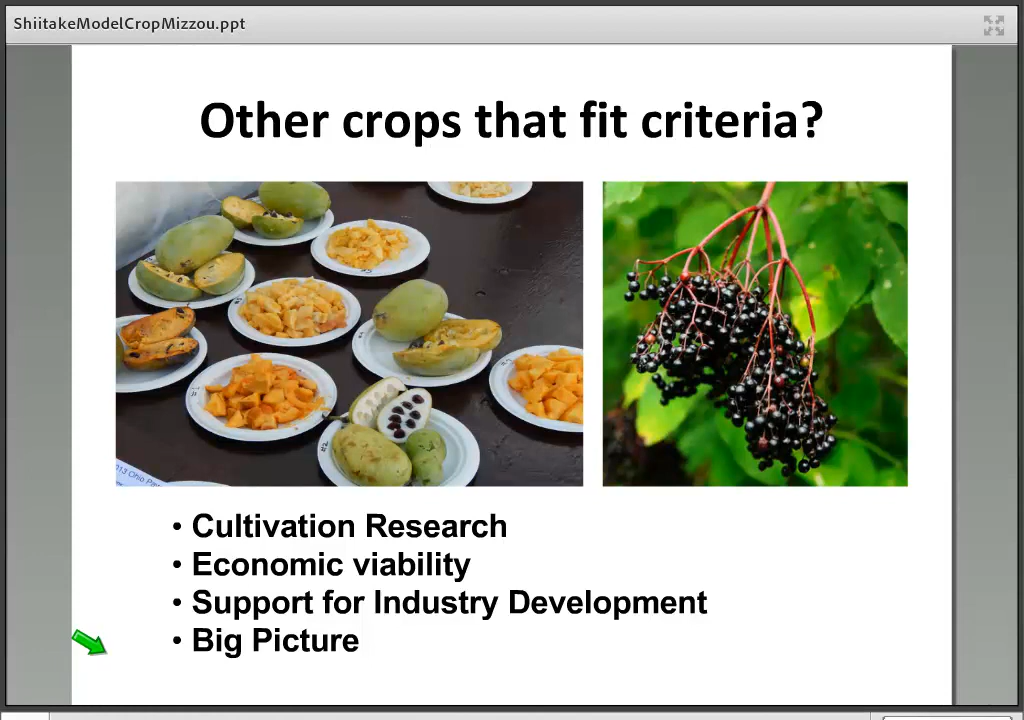 ShiitakeModelCropMizzou.ppt
Other crops that fit criteria?
• Cultivation Research
• Economic viability
• Support for Industry Development
• Big Picture